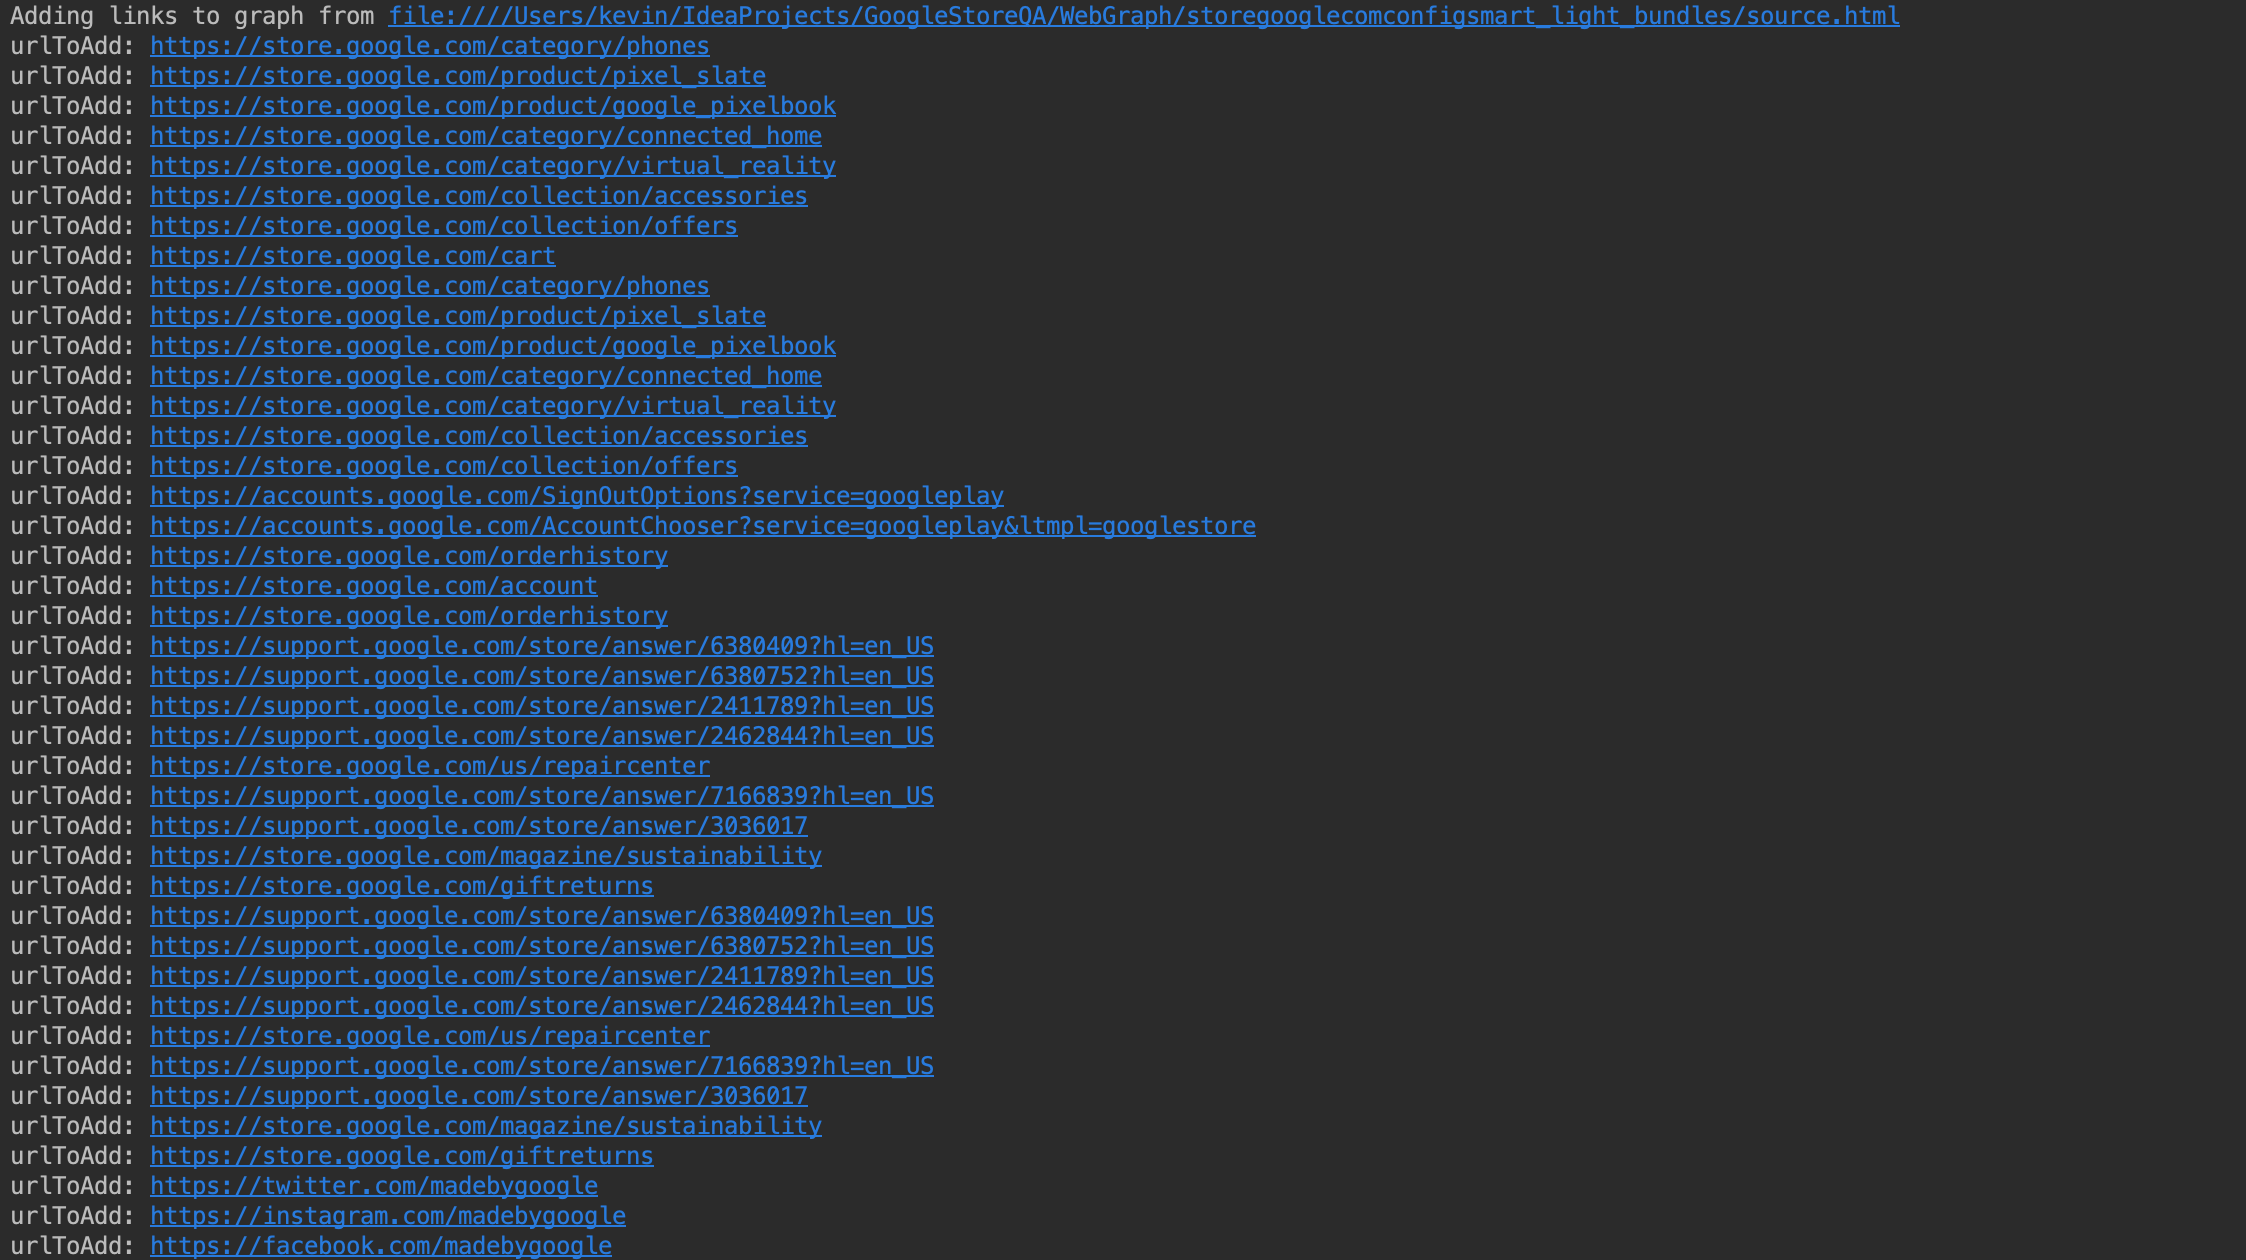 Adding links to graph from file:////Users/kevin/IdeaProjects/GoogleStoreQA/WebGraph/storegooglecomconfigsmart_light_bundles/source.html
urlToAdd: https://store.google.com/category/phones
urlToAdd: https://store.google.com/product/pixel_slate
urlToAdd: https://store.google.com/product/google_pixelbook
urlToAdd: https://store.google.com/category/connected_home
urlToAdd: https://store.google.com/category/virtual_reality
urlToAdd: https://store.google.com/collection/accessories
urlToAdd: https://store.google.com/collection/offers
urlToAdd: https://store.google.com/cart
urlToAdd: https://store.google.com/category/phones
urlToAdd: https://store.google.com/product/pixel_slate
urlToAdd: https://store.google.com/product/google_pixelbook
urlToAdd: https://store.google.com/category/connected_home
urlToAdd: https://store.google.com/category/virtual_reality
urlToAdd: https://store.google.com/collection/accessories
urlToAdd: https://store.google.com/collection/offers
urlToAdd: https://accounts.google.com/SignOutOptions?service=googleplay
urlToAdd: https://accounts.google.com/AccountChooser?service=googleplay&ltmpl=googlestore
urlToAdd: https://store.google.com/orderhistory
urlToAdd: https://store.google.com/account
urlToAdd: https://store.google.com/orderhistory
urlToAdd: https://support.google.com/store/answer/6380409?hl=en_US
urlToAdd: https://support.google.com/store/answer/6380752?hl=en_US
urlToAdd: https://support.google.com/store/answer/2411789?hl=en_US
urlToAdd: https://support.google.com/store/answer/2462844?hl=en_US
urlToAdd: https://store.google.com/us/repaircenter
urlToAdd: https://support.google.com/store/answer/7166839?hl=en_US
urlToAdd: https://support.google.com/store/answer/3036017
urlToAdd: https://store.google.com/magazine/sustainability
urlToAdd: https://store.google.com/giftreturns
urlToAdd: https://support.google.com/store/answer/6380409?hl=en_US
urlToAdd: https://support.google.com/store/answer/6380752?hl=en_US
urlToAdd: https://support.google.com/store/answer/2411789?hl=en_US
urlToAdd: https://support.google.com/store/answer/2462844?hl=en_US
urlToAdd: https://store.google.com/us/repaircenter
urlToAdd: https://support.google.com/store/answer/7166839?hl=en_US
urlToAdd: https://support.google.com/store/answer/3036017
urlToAdd: https://store.google.com/magazine/sustainability
urlToAdd: https://store.google.com/giftreturns
urlToAdd: https://twitter.com/madebygoogle
urlToAdd: https://instagram.com/madebygoogle
urlToAdd: https://facebook.com/madebygoogle